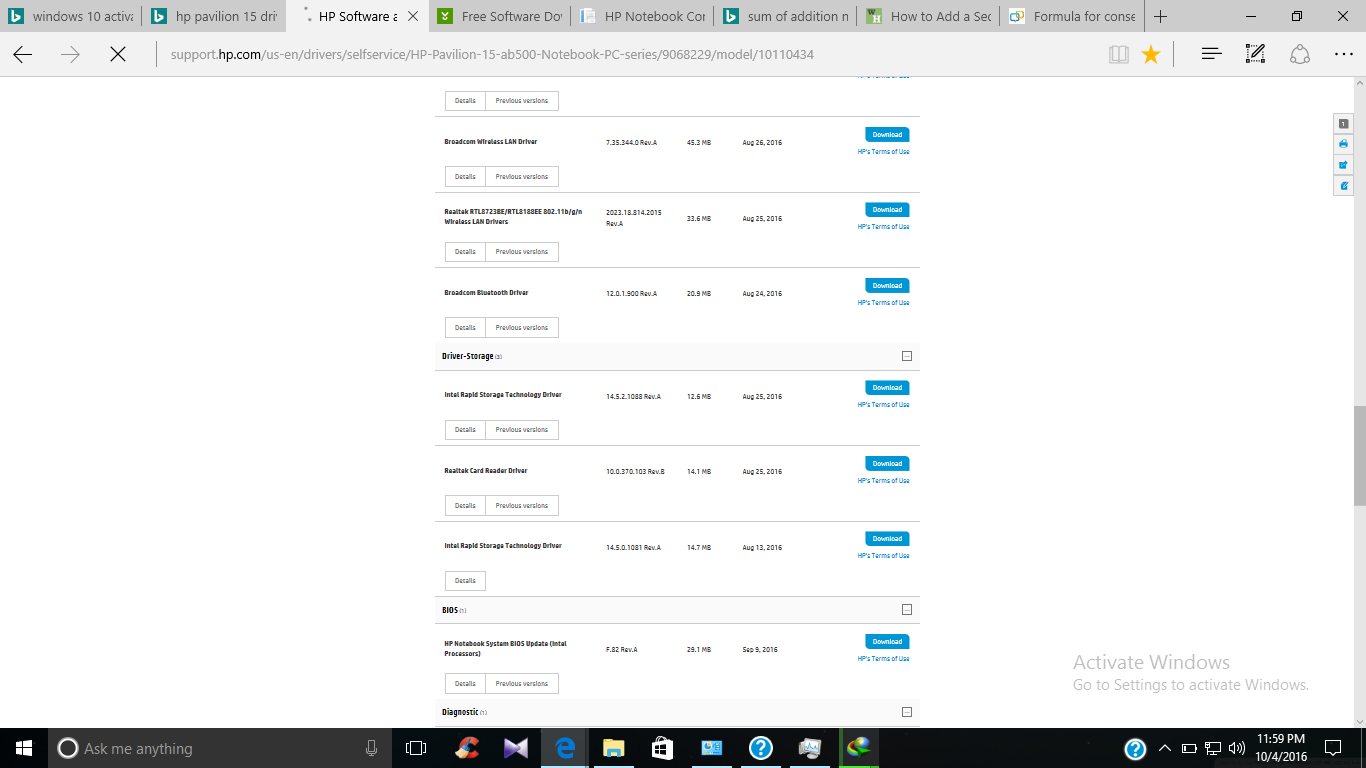 windows 10 activa
hp pavilion 15 dri
HP Software a
Free Software Do
HP Notebook Cor
sum of addition n
How to Add a Sec
Formula for conse
support.hp.com/us-en/drivers/selfservice/HP-Pavilion-15-ab500-Notebook-PC-series/9068229/model/10110434
HP's Terms of Use
Details Previous versions
Broadcom Wireless LAN Driver 7.35.344.0 Rev.A 45.3 MB Aug 26, 2016 Download
HP's Terms of Use
Details Previous versions
Realtek RTL8723BE/RTL8188EE 802.11b/g/n 2023.18.814.2015 33.6 MB Aug 25, 2016 Download
Wireless LAN Drivers Rev.A
HP's Terms of Use
Details Previous versions
Broadcom Bluetooth Driver 12.0.1.900 Rev.A 20.9 MB Aug 24, 2016 Download
HP's Terms of Use
Details Previous versions
Driver-Storage (3)
Intel Rapid Storage Technology Driver 14.5.2.1088 Rev.A 12.6 MB Aug 25, 2016 Download
HP's Terms of Use
Details Previous versions
Realtek Card Reader Driver 10.0.370.103 Rev.B 14.1 MB Aug 25, 2016 Download
HP's Terms of Use
Details Previous versions
Intel Rapid Storage Technology Driver 14.5.0.1081 Rev.A 14.7 MB Aug 13, 2016 Download
HP's Terms of Use
Details
BIOS (1)
HP Notebook System BIOS Update (Intel F.82 Rev.A 29.1 MB Sep 9, 2016 Download
Processors)
HP's Terms of Use
Details Previous versions
Diagnostic (1)
Activate Windows
Go to Settings to activate Windows.
Ask me anything
11:59 PM
10/4/2016